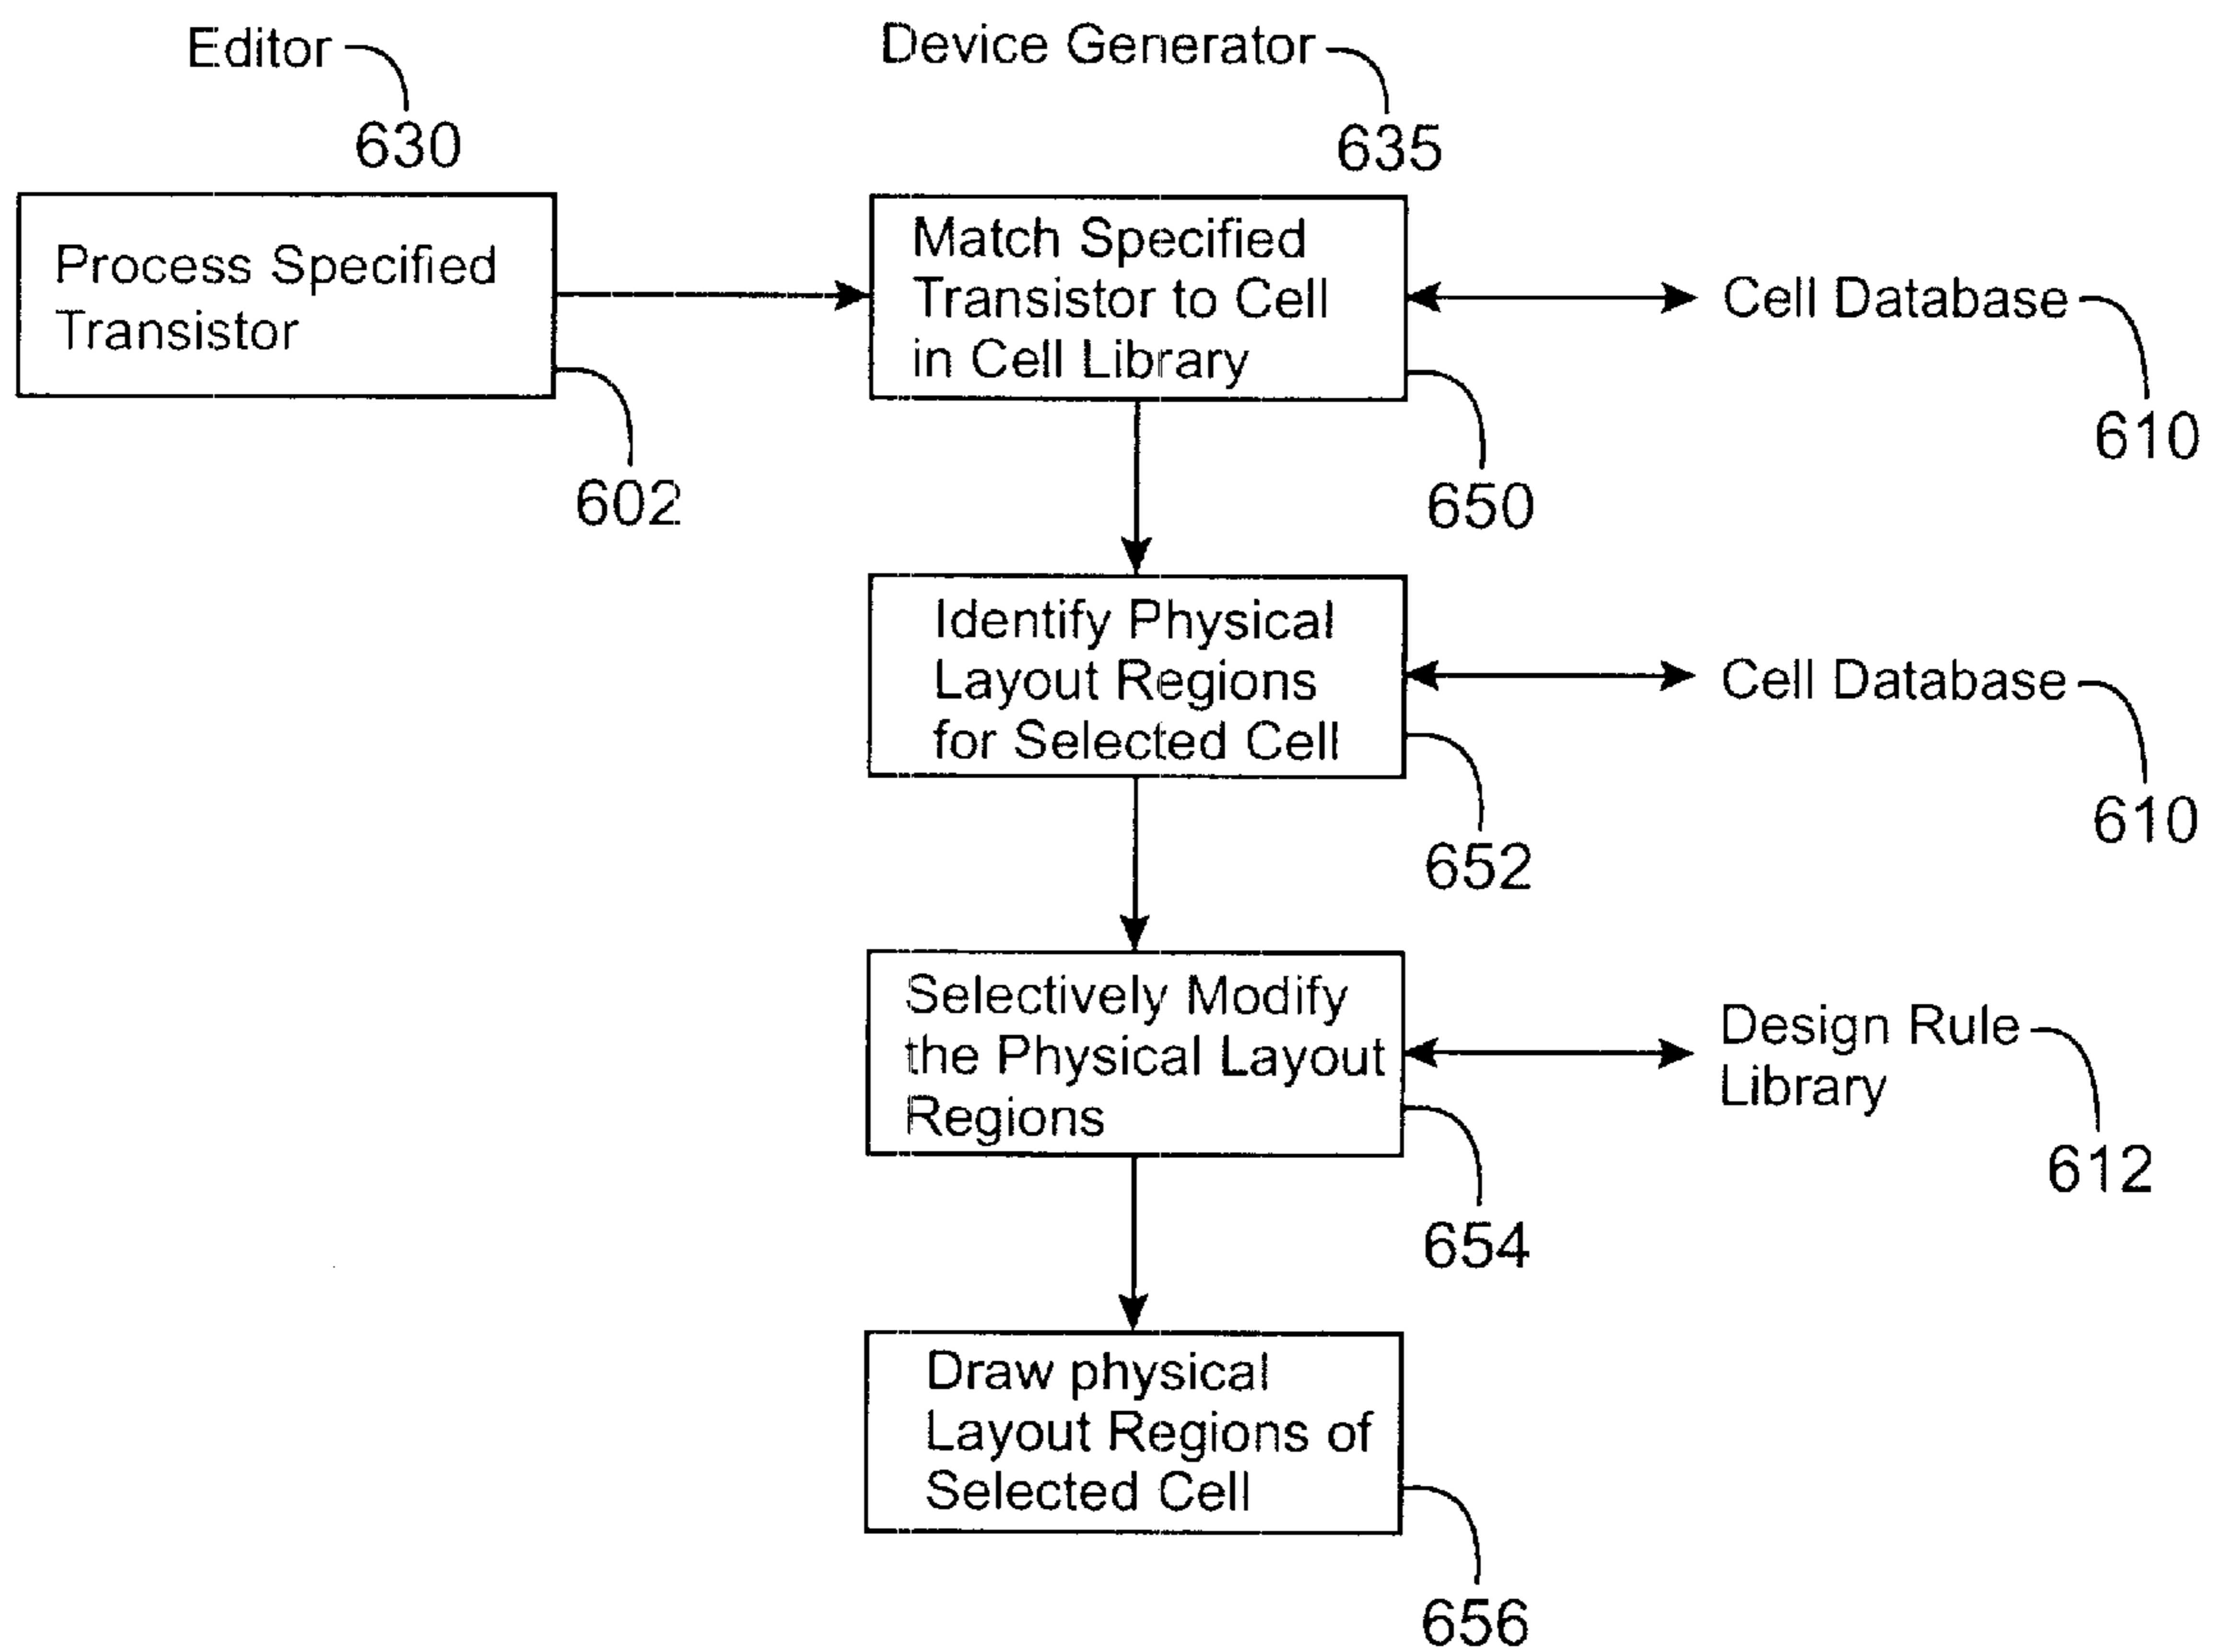 Editor
630
Device Generator
635
Process Specified
Transistor
602
Match Specified
Transistor to Cell
in Cell Library
650
Cell Database
610
Identify Physical
Layout Regions
for Selected Cell
652
Cell Database
610
Selectively Modify
the Physical Layout
Regions
654
Design Rule
Library
612
Draw physical
Layout Regions of
Selected Cell
656